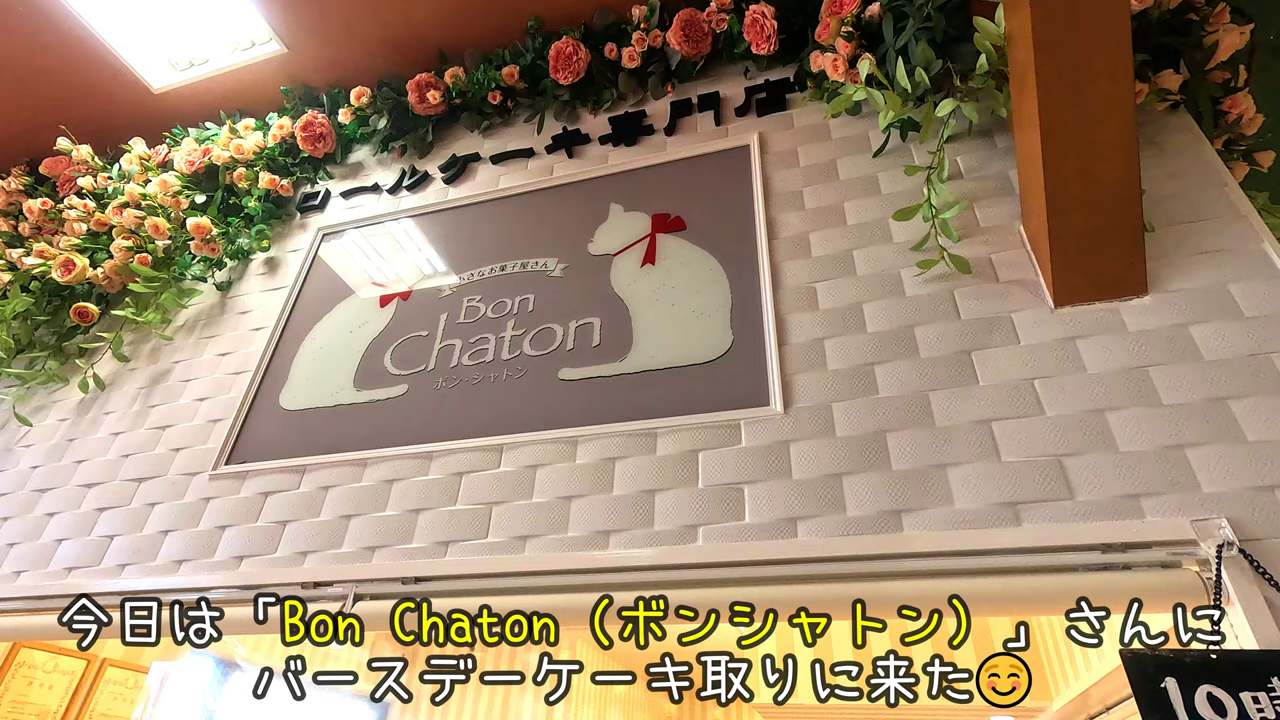 ロールケーキ専門店
小さなお菓子屋さん
Bon
Chaton
ボン・シャトン
今日は「Bon Chaton（ボンシャトン）」さんに
バースデーケーキ取りに来た😊
10時